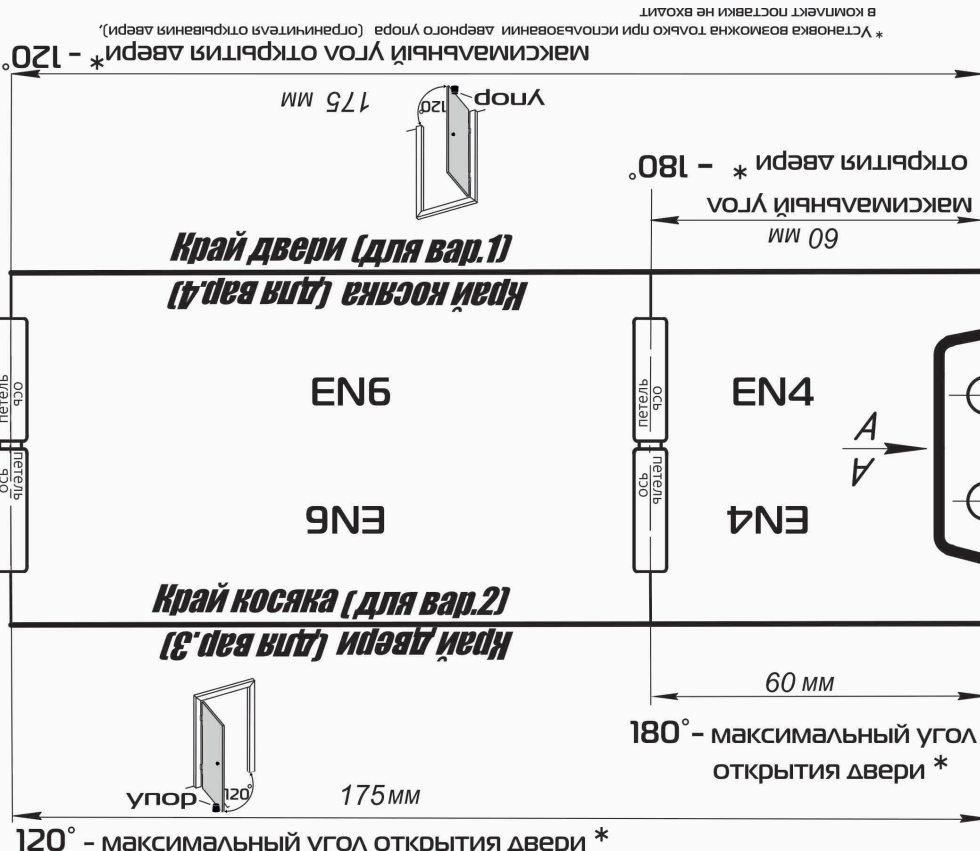 * Установка возможна только при использовании дверного упора (ограничителя открывания двери),
в комплект поставки не входит
максимальный угол открытия двери* - 120°
175 мм
120°
упор
максимальный угол
открытия двери * - 180°
60 мм
Край двери (для вар.1)
Край косяка (для вар.4)
ось
петель
EN6
ось
петель
EN4
A
A
ось
петель
EN6
ось
петель
EN4
Край косяка (для вар.2)
Край двери (для вар.3)
60 мм
180°- максимальный угол
открытия двери *
упор
120°
175мм
120° - максимальный угол открытия двери *